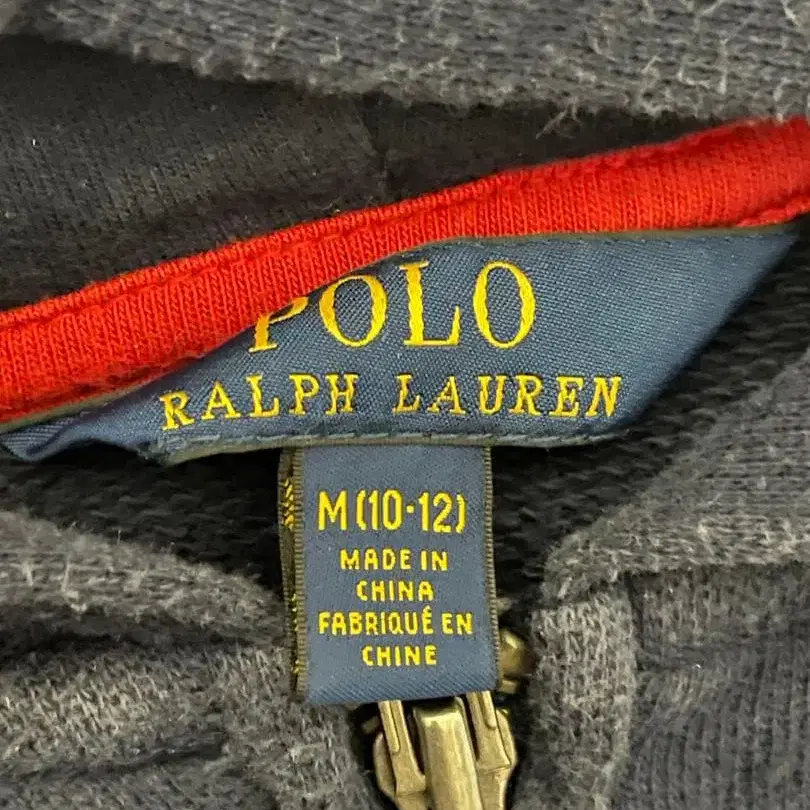 POLO
RALPH LAUREN
M(10-12)
MADE IN
CHINA
FABRIQUÉ EN
CHINE